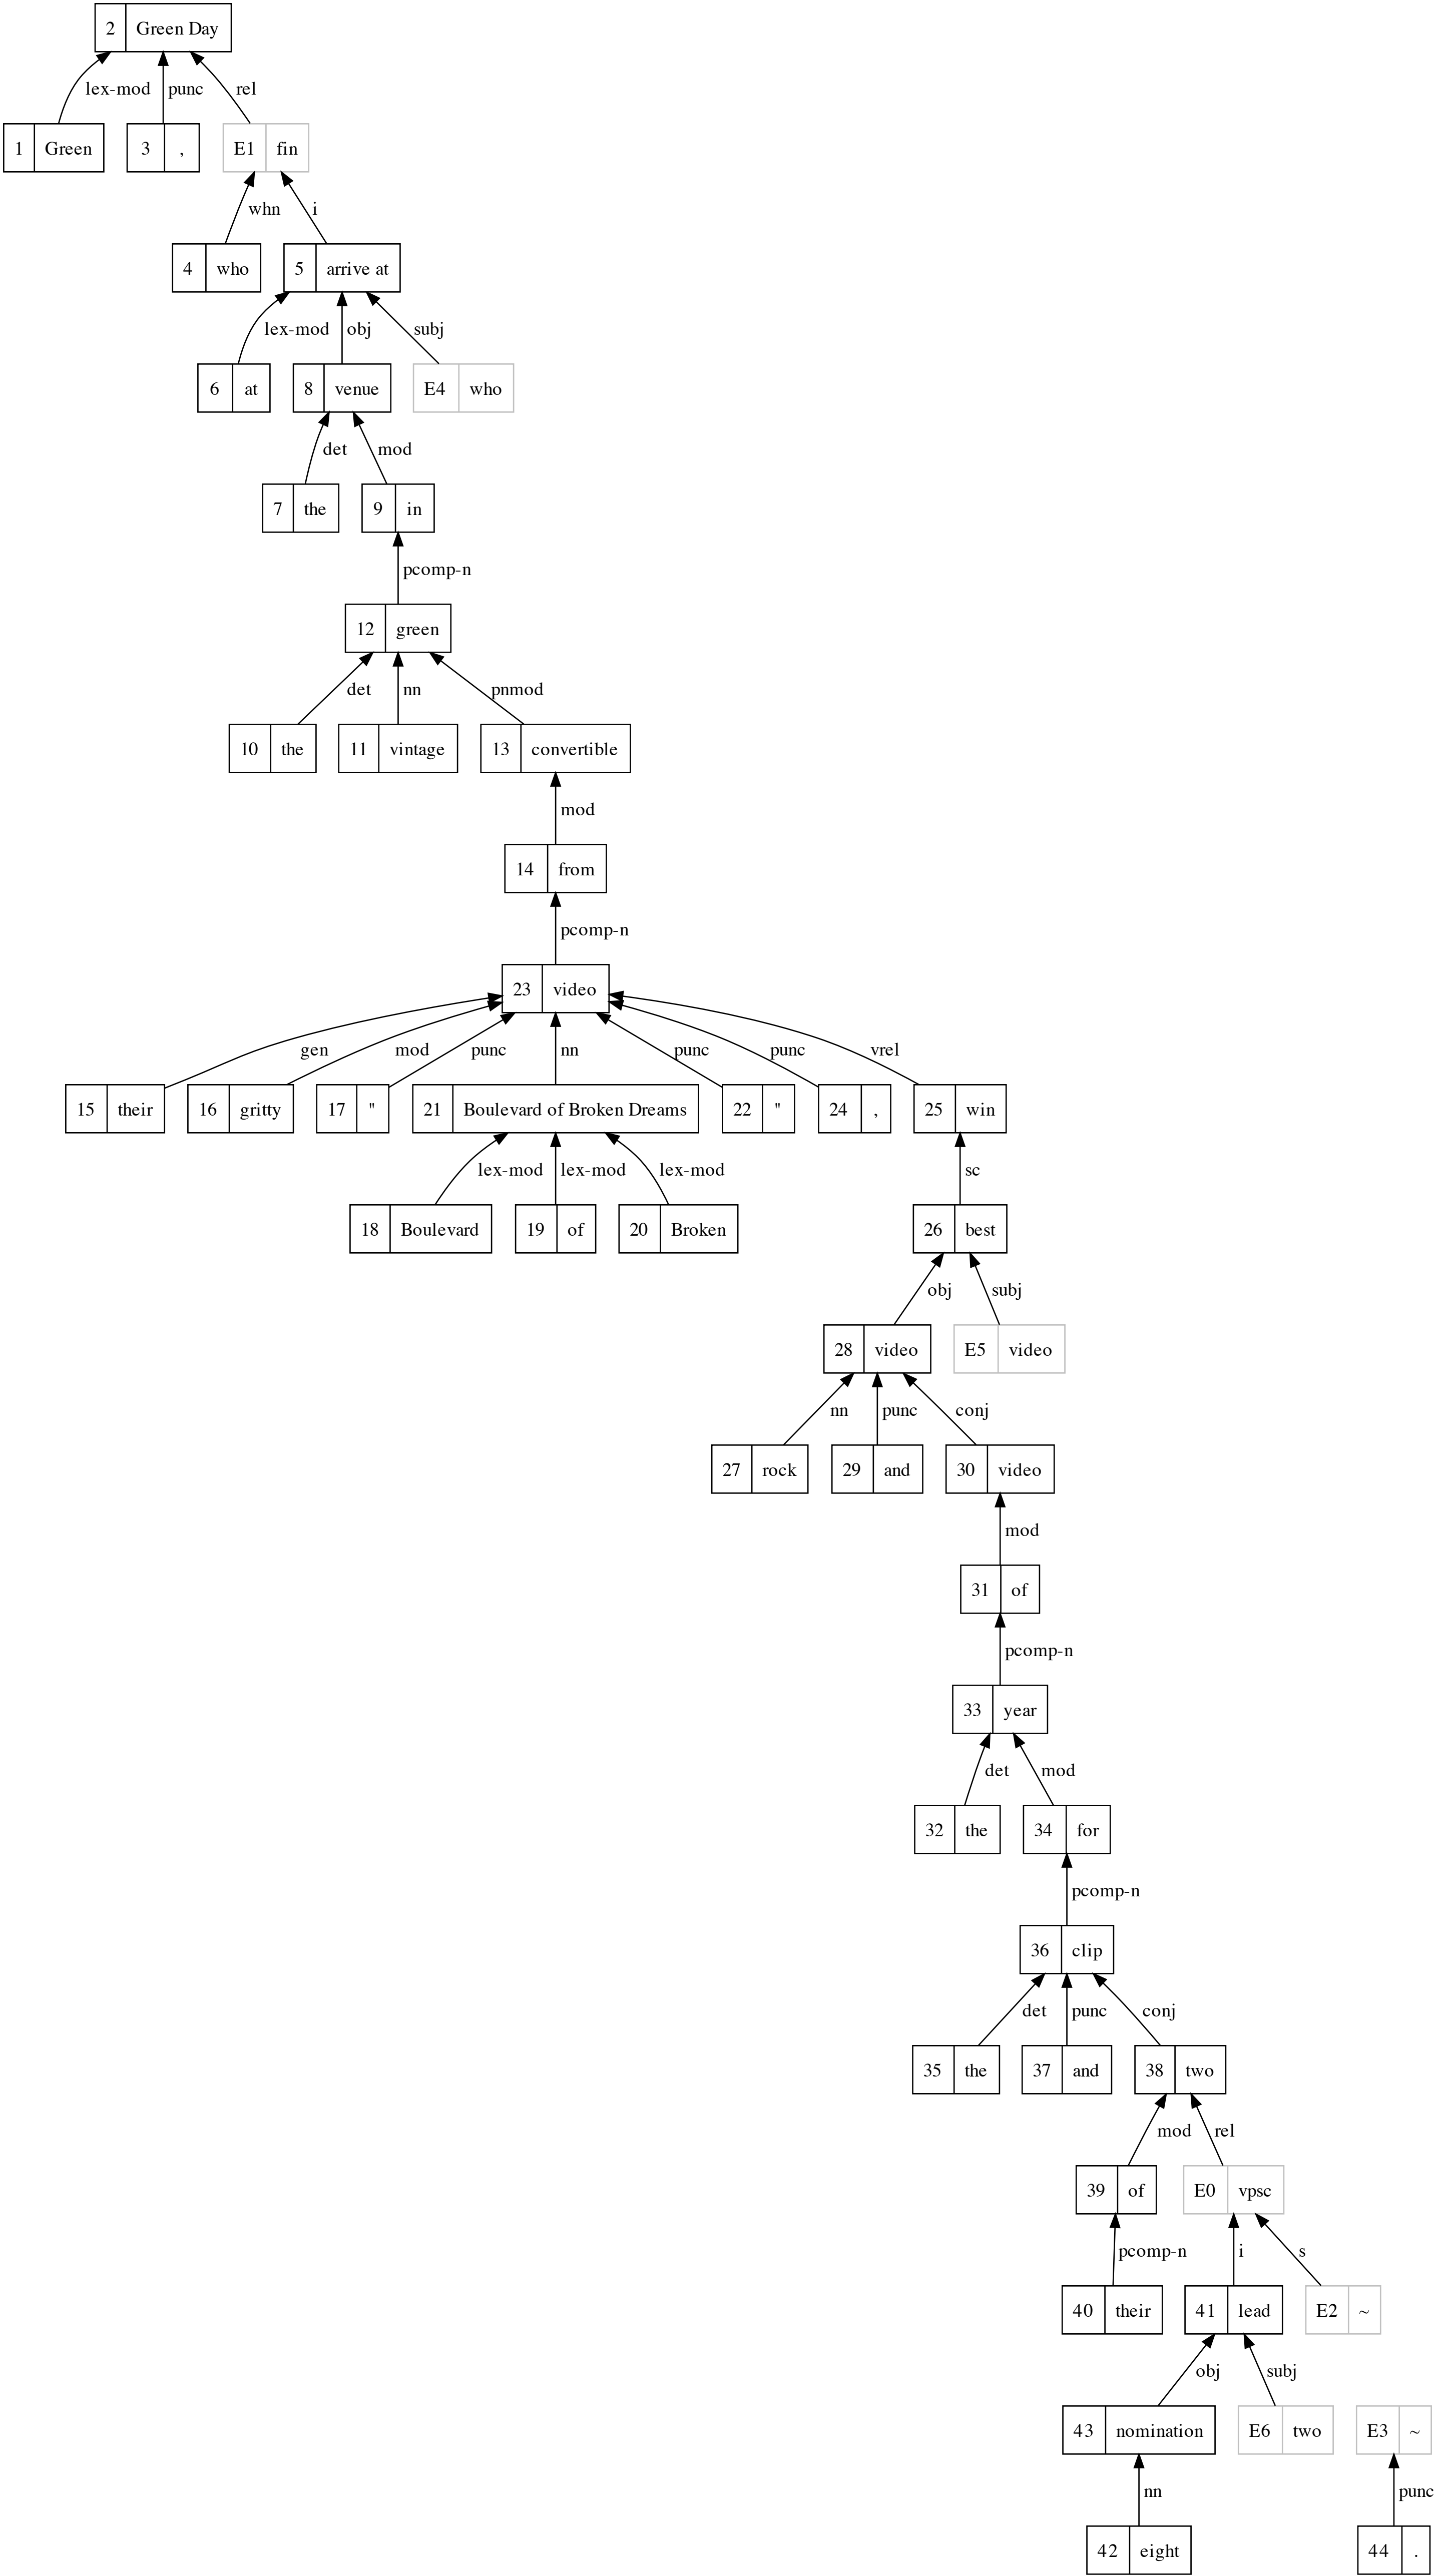 2 Green Day
lex-mod punc rel
1 Green 3 , E1 fin
whn i
4 who 5 arrive at
lex-mod obj subj
6 at 8 venue E4 who
det mod
7 the 9 in
pcomp-n
12 green
det nn pnmod
10 the 11 vintage 13 convertible
mod
14 from
pcomp-n
23 video
gen mod punc nn punc punc vrel
15 their 16 gritty 17 " 21 Boulevard of Broken Dreams 22 " 24 , 25 win
lex-mod lex-mod lex-mod sc
18 Boulevard 19 of 20 Broken 26 best
obj subj
28 video E5 video
nn punc conj
27 rock 29 and 30 video
mod
31 of
pcomp-n
33 year
det mod
32 the 34 for
pcomp-n
36 clip
det punc conj
35 the 37 and 38 two
mod rel
39 of E0 vpsc
pcomp-n i s
40 their 41 lead E2 ~
obj subj
43 nomination E6 two E3 ~
nn punc
42 eight 44 .